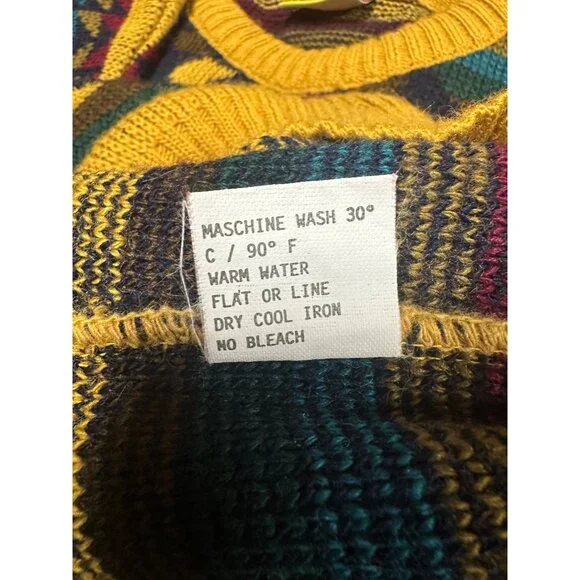 MASCHINE WASH 30°
C / 90° F
WARM WATER
FLAT OR LINE
DRY COOL IRON
NO BLEACH